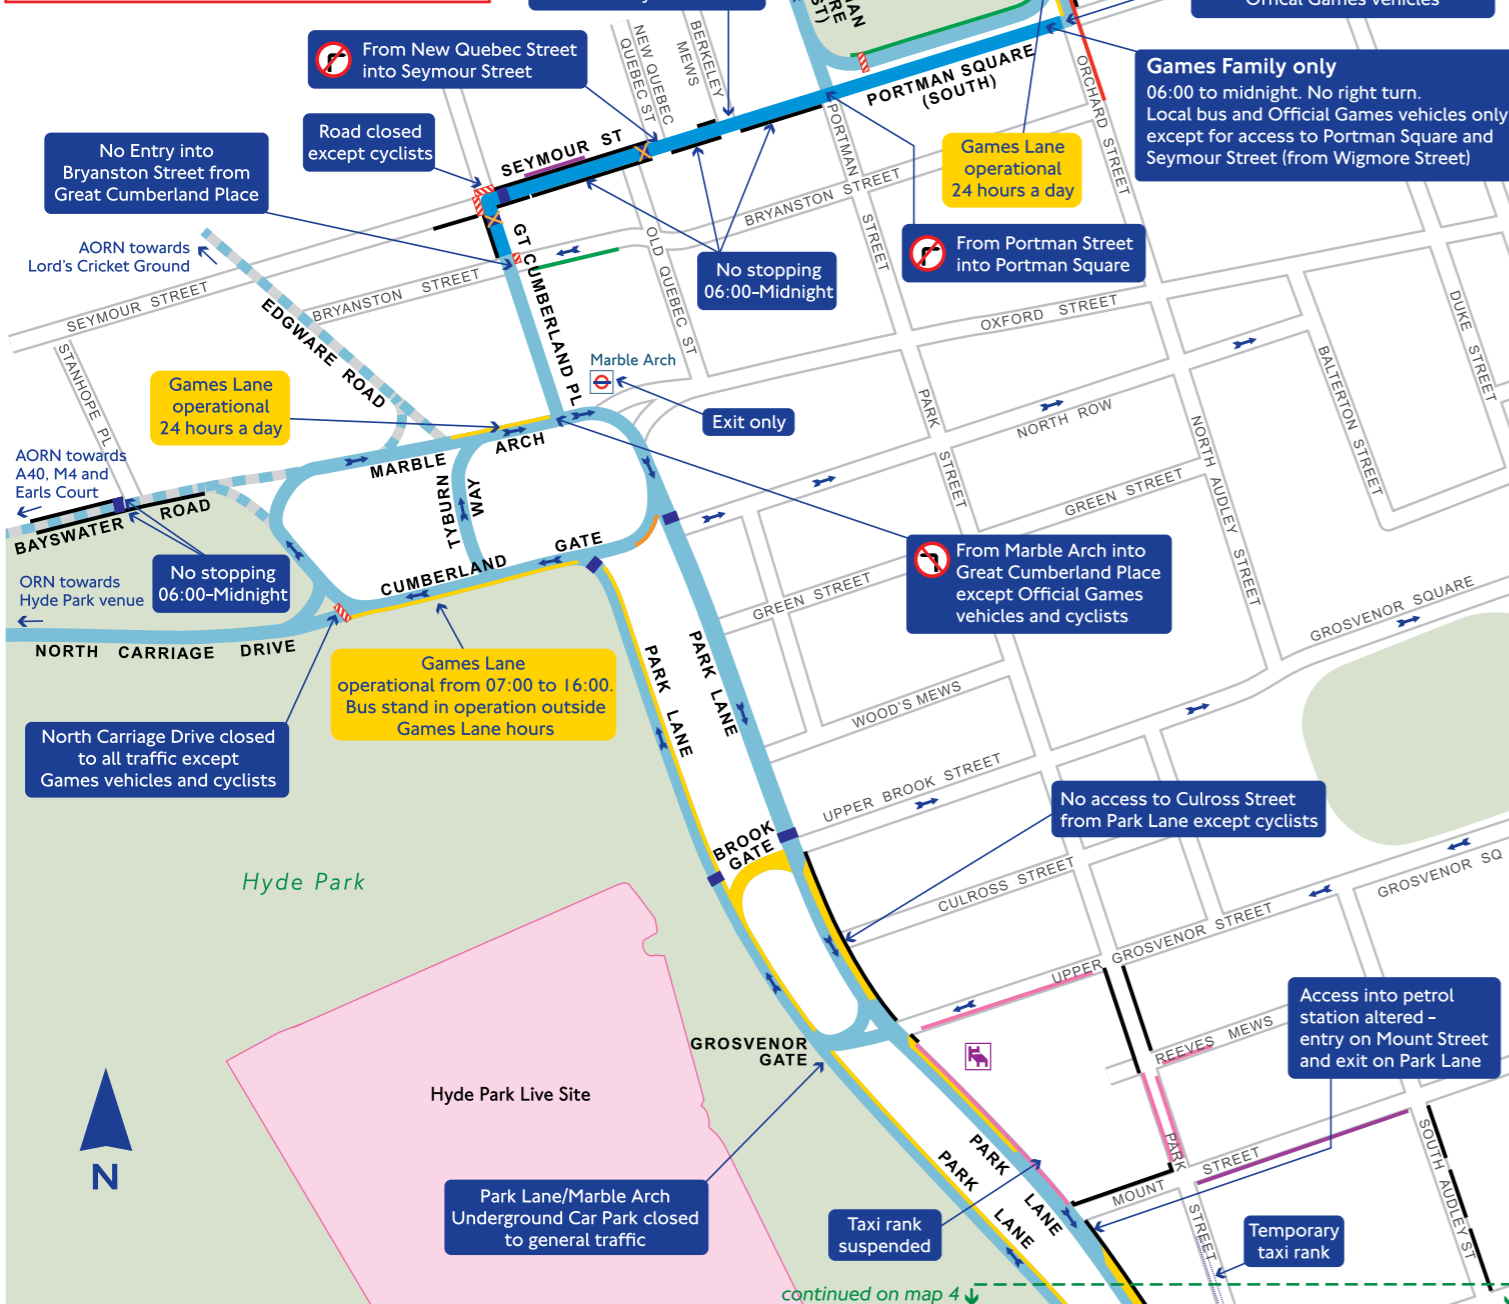 Offical Games vehicles
Games Family only
06:00 to midnight. No right turn.
Local bus and Official Games vehicles only
except for access to Portman Square and
Seymour Street (from Wigmore Street)
From New Quebec Street
into Seymour Street
NEW QUEBEC
QUEBEC ST
BERKELEY
MEWS
PORTMAN SQUARE
(SOUTH)
ORCHARD STREET
Road closed
except cyclists
SEYMOUR ST
No Entry into
Bryanston Street from
Great Cumberland Place
Games Lane
operational
24 hours a day
PORTMAN STREET
BRYANSTON STREET
AORN towards
Lord's Cricket Ground
GT CUMBERLAND PL
OLD QUEBEC ST
No stopping
06:00-Midnight
From Portman Street
into Portman Square
SEYMOUR STREET
BRYANSTON STREET
EDGWARE ROAD
STANHOPE PL
OXFORD STREET
DUKE STREET
BALTERTON STREET
Marble Arch
Games Lane
operational
24 hours a day
Exit only
PARK STREET
NORTH ROW
NORTH AUDLEY STREET
AORN towards
A40, M4 and
Earls Court
MARBLE ARCH
TYBURN
WAY
GREEN STREET
BAYSWATER ROAD
CUMBERLAND GATE
No stopping
06:00-Midnight
ORN towards
Hyde Park venue
From Marble Arch into
Great Cumberland Place
except Official Games
vehicles and cyclists
GREEN STREET
GROSVENOR SQUARE
NORTH CARRIAGE DRIVE
PARK LANE
PARK LANE
Games Lane
operational from 07:00 to 16:00.
Bus stand in operation outside
Games Lane hours
WOOD'S MEWS
North Carriage Drive closed
to all traffic except
Games vehicles and cyclists
UPPER BROOK STREET
No access to Culross Street
from Park Lane except cyclists
BROOK
GATE
Hyde Park
CULROSS STREET
GROSVENOR SQ
UPPER GROSVENOR STREET
Access into petrol
station altered -
entry on Mount Street
and exit on Park Lane
REEVES MEWS
GROSVENOR
GATE
Hyde Park Live Site
N
PARK LANE
PARK LANE
PARK STREET
MOUNT STREET
SOUTH AUDLEY ST
Park Lane/Marble Arch
Underground Car Park closed
to general traffic
Taxi rank
suspended
Temporary
taxi rank
continued on map 4